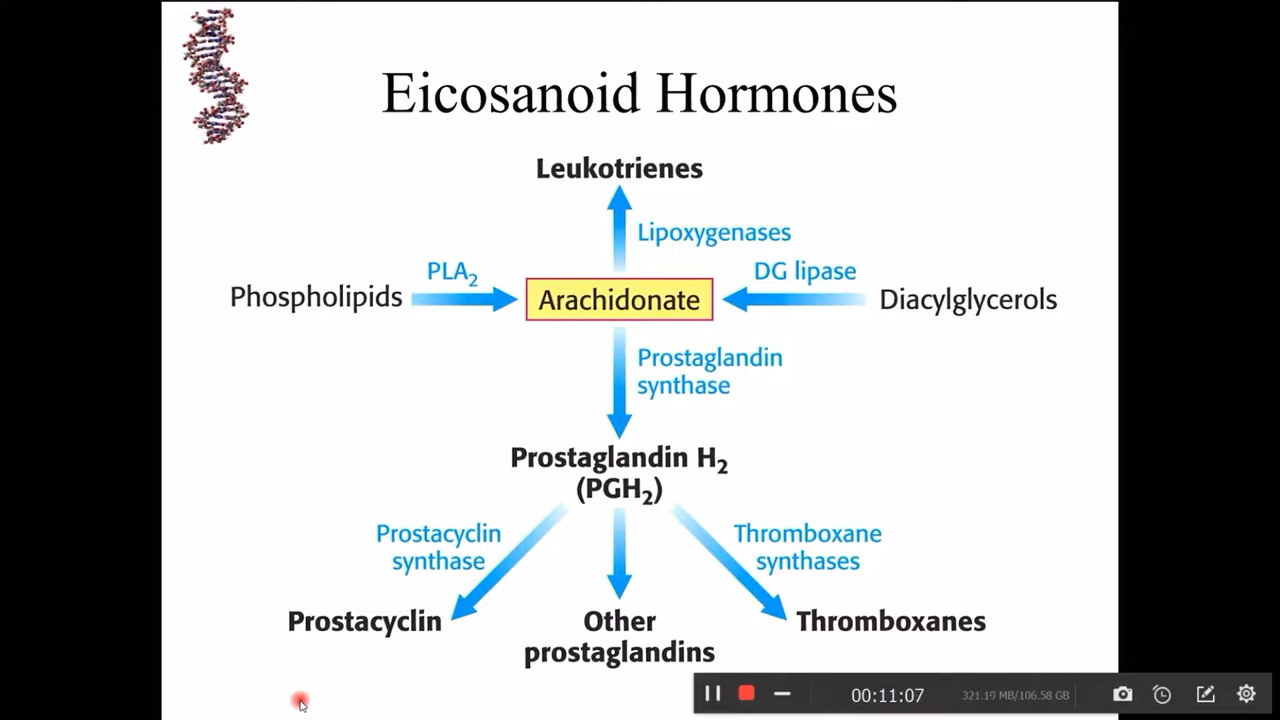 Eicosanoid Hormones
Leukotrienes
Lipoxygenases
PLA₂
DG lipase
Phospholipids
Arachidonate
Diacylglycerols
Prostaglandin
synthase
Prostaglandin H₂
(PGH₂)
Prostacyclin
synthase
Thromboxane
synthases
Prostacyclin
Other
prostaglandins
Thromboxanes
00:11:07
321.19 MB/106.58 GB